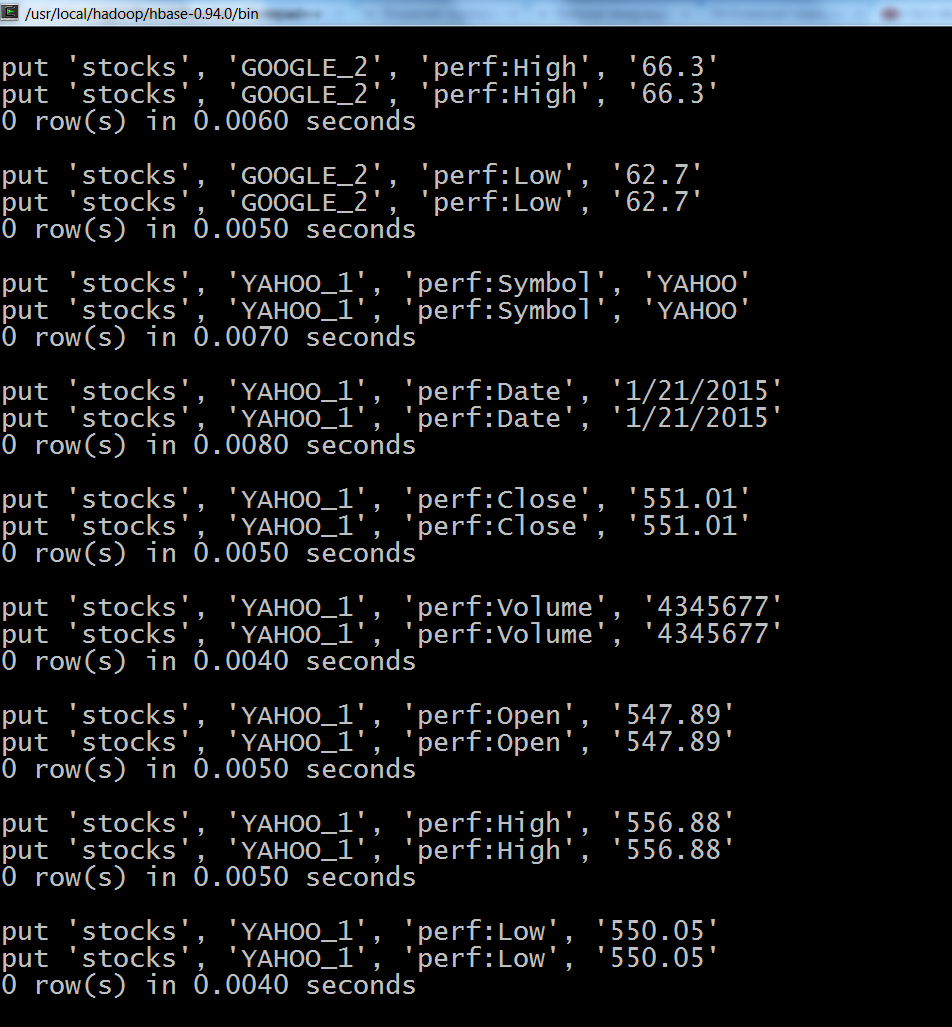 /usr/local/hadoop/hbase-0.94.0/bin
put 'stocks', 'GOOGLE_2', 'perf:High', '66.3'
put 'stocks', 'GOOGLE_2', 'perf:High', '66.3'
0 row(s) in 0.0060 seconds
put 'stocks', 'GOOGLE_2', 'perf:Low', '62.7'
put 'stocks', 'GOOGLE_2', 'perf:Low', '62.7'
0 row(s) in 0.0050 seconds
put 'stocks', 'YAHOO_1', 'perf:Symbol', 'YAHOO'
put 'stocks', 'YAHOO_1', 'perf:Symbol', 'YAHOO'
0 row(s) in 0.0070 seconds
put 'stocks', 'YAHOO_1', 'perf:Date', '1/21/2015'
put 'stocks', 'YAHOO_1', 'perf:Date', '1/21/2015'
0 row(s) in 0.0080 seconds
put 'stocks', 'YAHOO_1', 'perf:Close', '551.01'
put 'stocks', 'YAHOO_1', 'perf:Close', '551.01'
0 row(s) in 0.0050 seconds
put 'stocks', 'YAHOO_1', 'perf:Volume', '4345677'
put 'stocks', 'YAHOO_1', 'perf:Volume', '4345677'
0 row(s) in 0.0040 seconds
put 'stocks', 'YAHOO_1', 'perf:Open', '547.89'
put 'stocks', 'YAHOO_1', 'perf:Open', '547.89'
0 row(s) in 0.0050 seconds
put 'stocks', 'YAHOO_1', 'perf:High', '556.88'
put 'stocks', 'YAHOO_1', 'perf:High', '556.88'
0 row(s) in 0.0050 seconds
put 'stocks', 'YAHOO_1', 'perf:Low', '550.05'
put 'stocks', 'YAHOO_1', 'perf:Low', '550.05'
0 row(s) in 0.0040 seconds